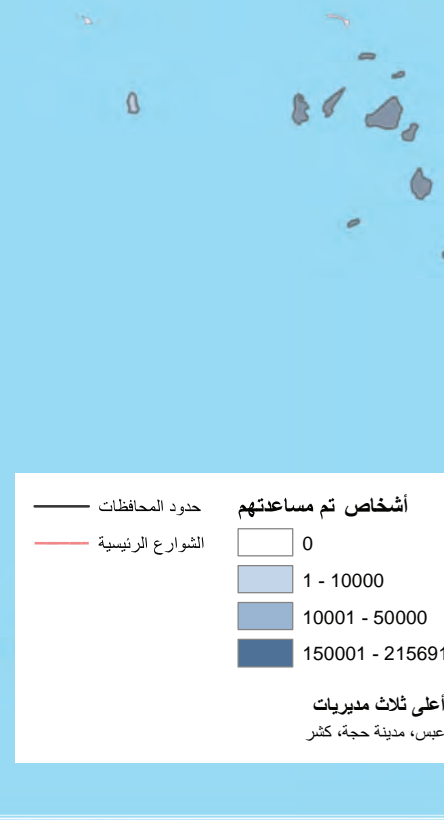 أشخاص تم مساعدتهم
0
1 - 10000
10001 - 50000
150001 - 215691
حدود المحافظات
الشوارع الرئيسية
أعلى ثلاث مديريات
عبس، مدينة حجة، كشر